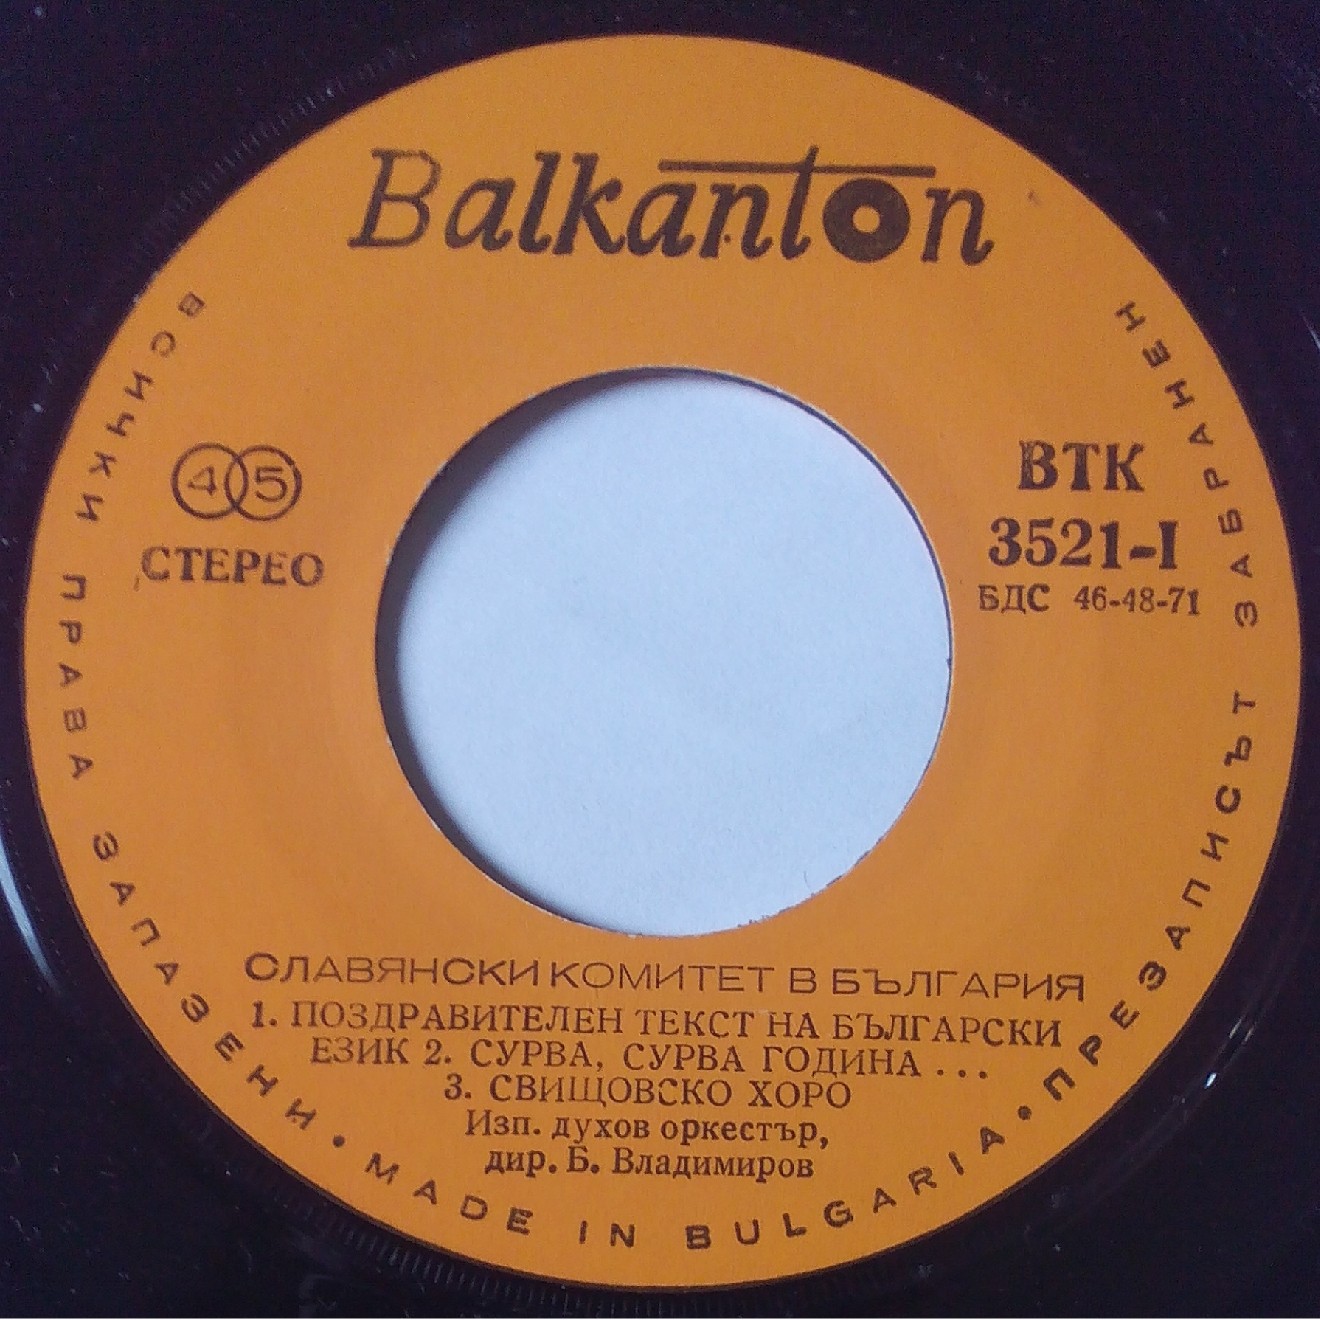 Balkanton
45
СТЕРЕО
ВТК
3521-I
БДС 46-48-71
СЛАВЯНСКИ КОМИТЕТ В БЪЛГАРИЯ
1. ПОЗДРАВИТЕЛЕН ТЕКСТ НА БЪЛГАРСКИ
ЕЗИК 2. СУРВА, СУРВА ГОДИНА ...
3. СВИЩОВСКО ХОРО
Изп. духов оркестър,
дир. Б. Владимиров
ВСИЧКИ ПРАВА ЗАПАЗЕНИ • MADE IN BULGARIA • ПРЕЗАПИСЪТ ЗАБРАНЕН